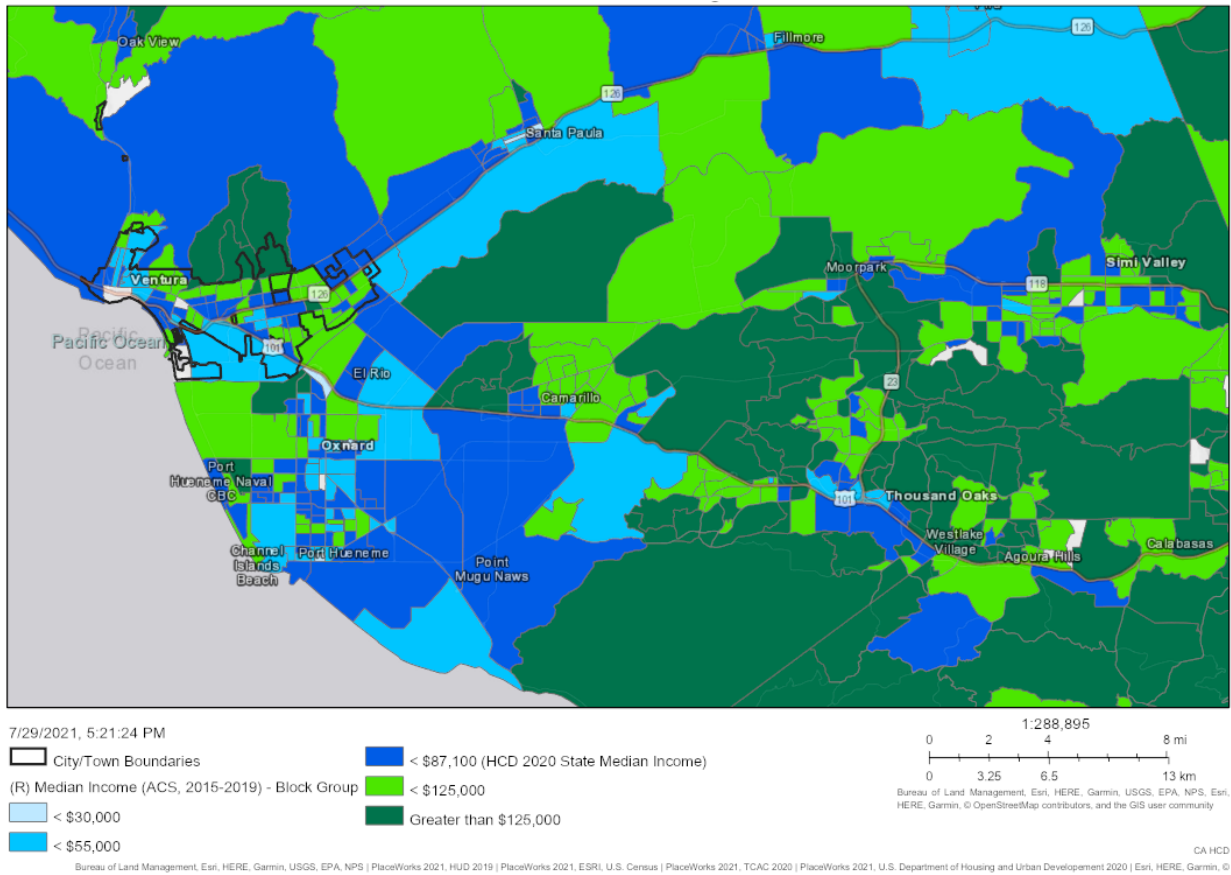 126
Oak View
Fillmore
126
Santa Paula
Ventura
126
Moorpark
Simi Valley
118
Pacific Ocean
Pacific
Ocean
101
El Rio
23
Camarillo
Oxnard
Port
Hueneme Naval
CBC
101
Thousand Oaks
Westlake
Village
Agoura Hills
Calabasas
Channel
Islands
Beach
Port Hueneme
Point
Mugu Naws
7/29/2021, 5:21:24 PM
City/Town Boundaries
(R) Median Income (ACS, 2015-2019) - Block Group
< $30,000
< $55,000
< $87,100 (HCD 2020 State Median Income)
< $125,000
Greater than $125,000
1:288,895
0 2 4 8 mi
0 3.25 6.5 13 km
Bureau of Land Management, Esri, HERE, Garmin, USGS, EPA, NPS, Esri,
HERE, Garmin, © OpenStreetMap contributors, and the GIS user community
CA HCD
Bureau of Land Management, Esri, HERE, Garmin, USGS, EPA, NPS | PlaceWorks 2021, HUD 2019 | PlaceWorks 2021, ESRI, U.S. Census | PlaceWorks 2021, TCAC 2020 | PlaceWorks 2021, U.S. Department of Housing and Urban Developement 2020 | Esri, HERE, Garmin, ©